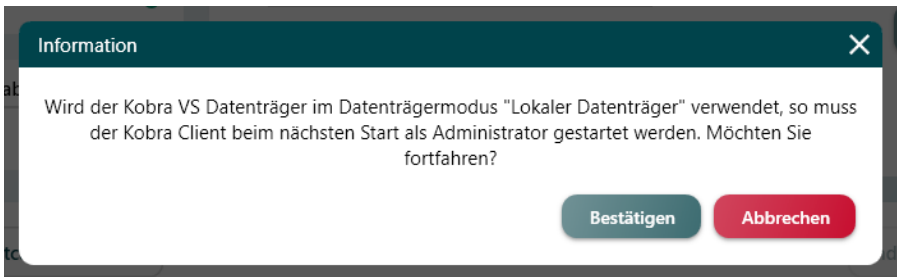 Information
Wird der Kobra VS Datenträger im Datenträgermodus "Lokaler Datenträger" verwendet, so muss
der Kobra Client beim nächsten Start als Administrator gestartet werden. Möchten Sie
fortfahren?
Bestätigen Abbrechen